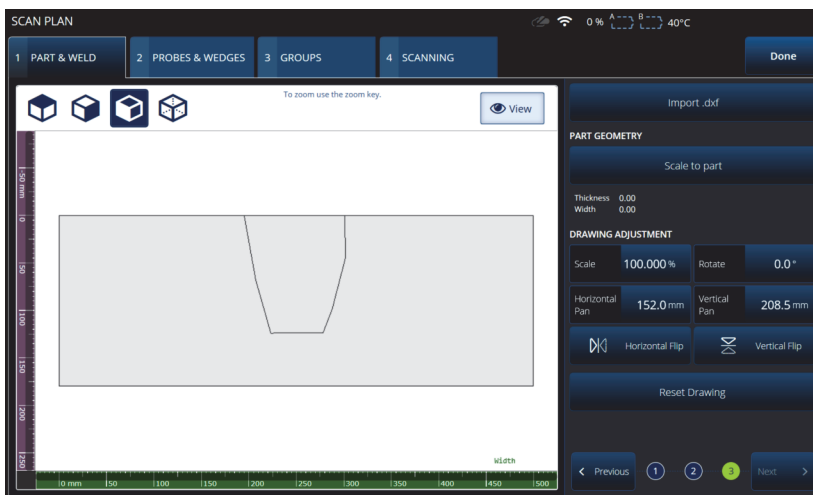 SCAN PLAN
0 % A B 40°C
1 PART & WELD 2 PROBES & WEDGES 3 GROUPS 4 SCANNING Done
To zoom use the zoom key.
View
Import .dxf
PART GEOMETRY
Scale to part
Thickness 0.00
Width 0.00
DRAWING ADJUSTMENT
Scale 100.000 % Rotate 0.0 °
Horizontal Pan 152.0 mm Vertical Pan 208.5 mm
Horizontal Flip Vertical Flip
Reset Drawing
Previous 1 2 3 Next
-50 mm
0
50
100
150
200
250
Width
0 mm 50 100 150 200 250 300 350 400 450 500